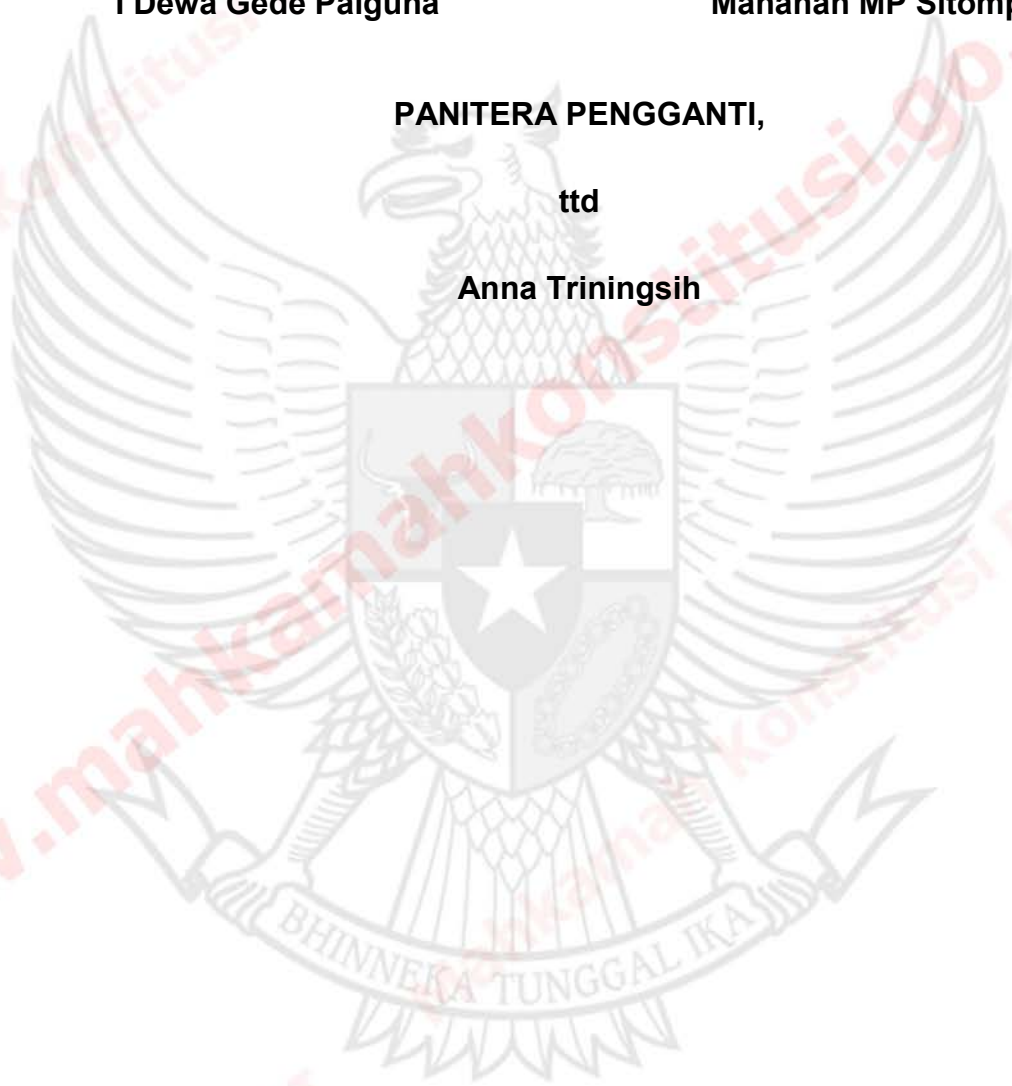 I Dewa Gede Palguna Manahan MP Sitomp
PANITERA PENGGANTI,
ttd
Anna Triningsih
BHINNEKA TUNGGAL IKA